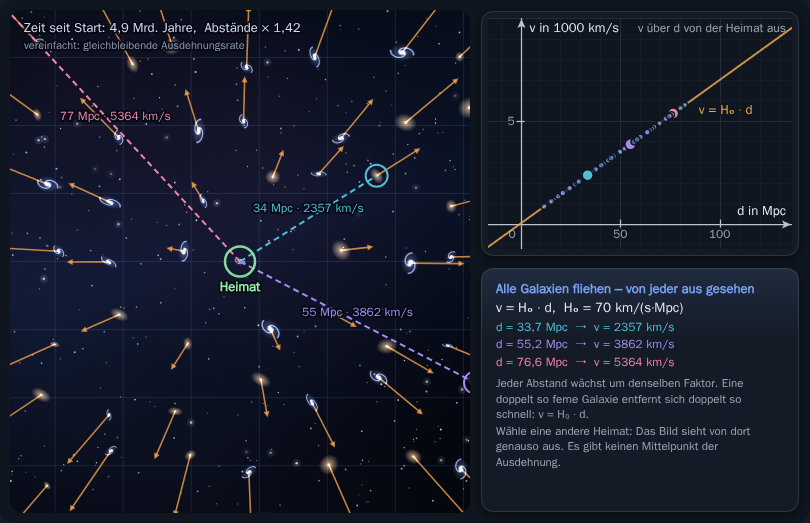 Zeit seit Start: 4,9 Mrd. Jahre, Abstände × 1,42
vereinfacht: gleichbleibende Ausdehnungsrate
77 Mpc · 5364 km/s
34 Mpc · 2357 km/s
Heimat
55 Mpc · 3862 km/s
v in 1000 km/s
v über d von der Heimat aus
v = H₀ · d
5
d in Mpc
0
50
100
Alle Galaxien fliehen – von jeder aus gesehen
v = H₀ · d, H₀ = 70 km/(s·Mpc)
d = 33,7 Mpc → v = 2357 km/s
d = 55,2 Mpc → v = 3862 km/s
d = 76,6 Mpc → v = 5364 km/s
Jeder Abstand wächst um denselben Faktor. Eine
doppelt so ferne Galaxie entfernt sich doppelt so
schnell: v = H₀ · d.
Wähle eine andere Heimat: Das Bild sieht von dort
genauso aus. Es gibt keinen Mittelpunkt der
Ausdehnung.